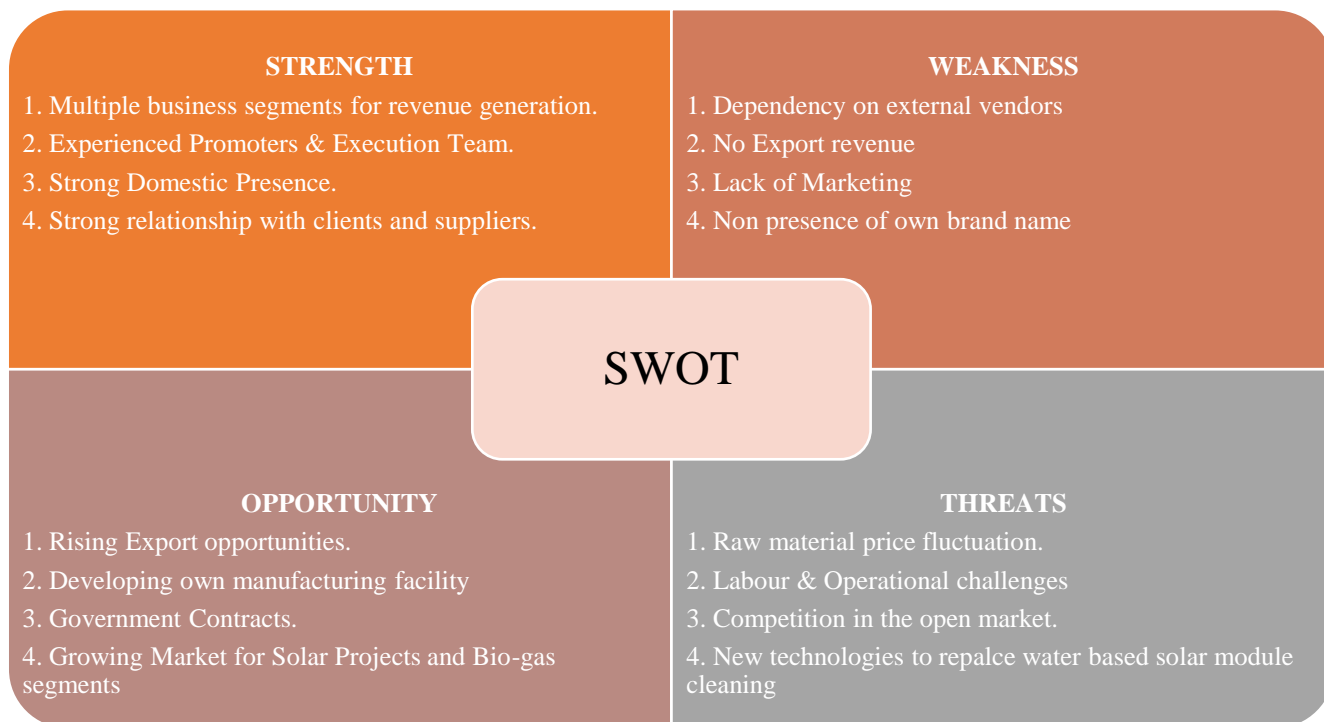 STRENGTH
1. Multiple business segments for revenue generation.
2. Experienced Promoters & Execution Team.
3. Strong Domestic Presence.
4. Strong relationship with clients and suppliers.
WEAKNESS
1. Dependency on external vendors
2. No Export revenue
3. Lack of Marketing
4. Non presence of own brand name
SWOT
OPPORTUNITY
1. Rising Export opportunities.
2. Developing own manufacturing facility
3. Government Contracts.
4. Growing Market for Solar Projects and Bio-gas
segments
THREATS
1. Raw material price fluctuation.
2. Labour & Operational challenges
3. Competition in the open market.
4. New technologies to repalce water based solar module
cleaning